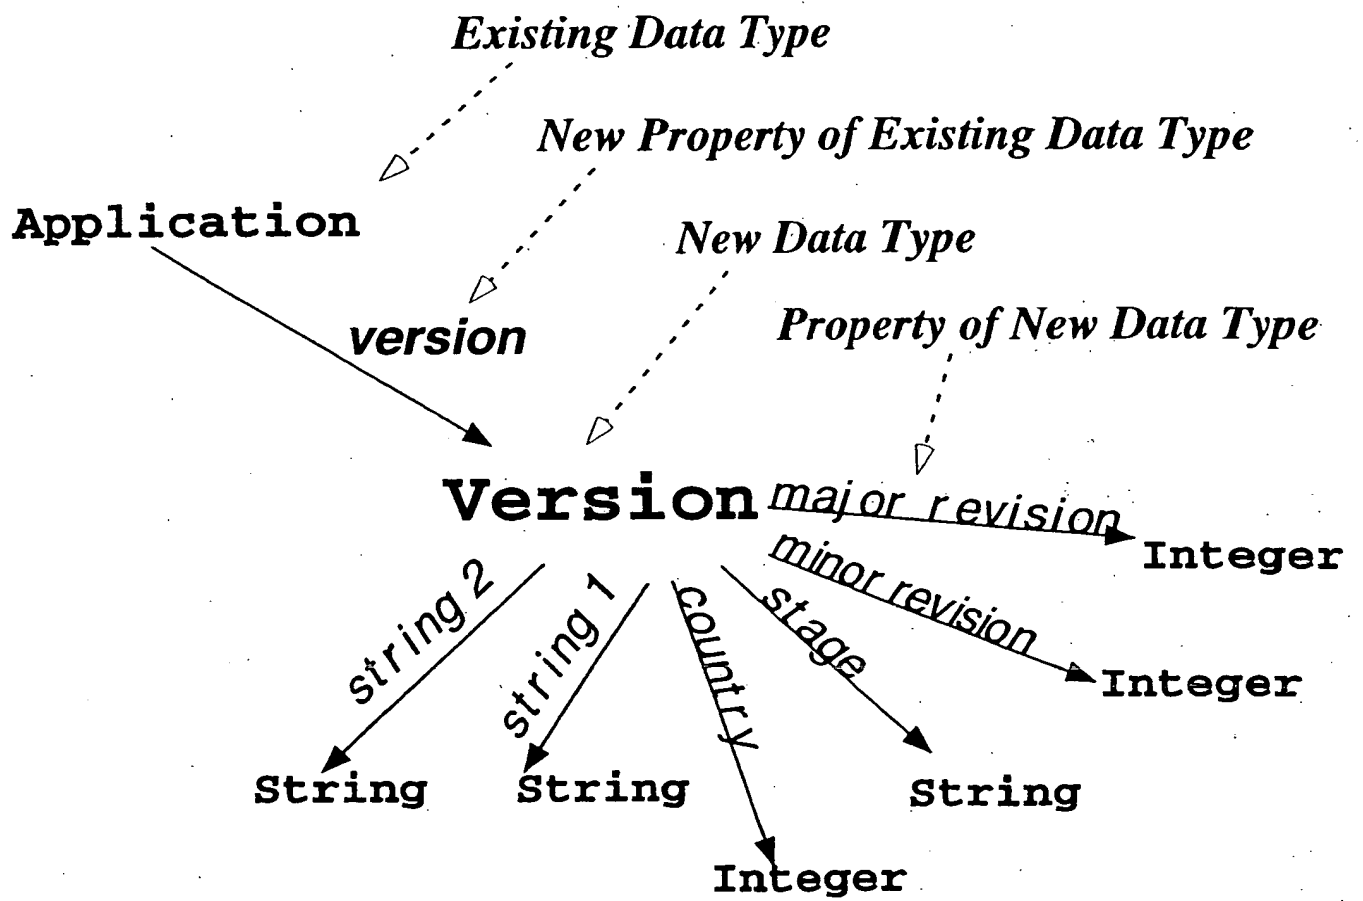 Existing Data Type
New Property of Existing Data Type
Application
New Data Type
version
Property of New Data Type
Version
major revision
Integer
minor revision
Integer
string 2
string 1
country
stage
String
String
String
Integer